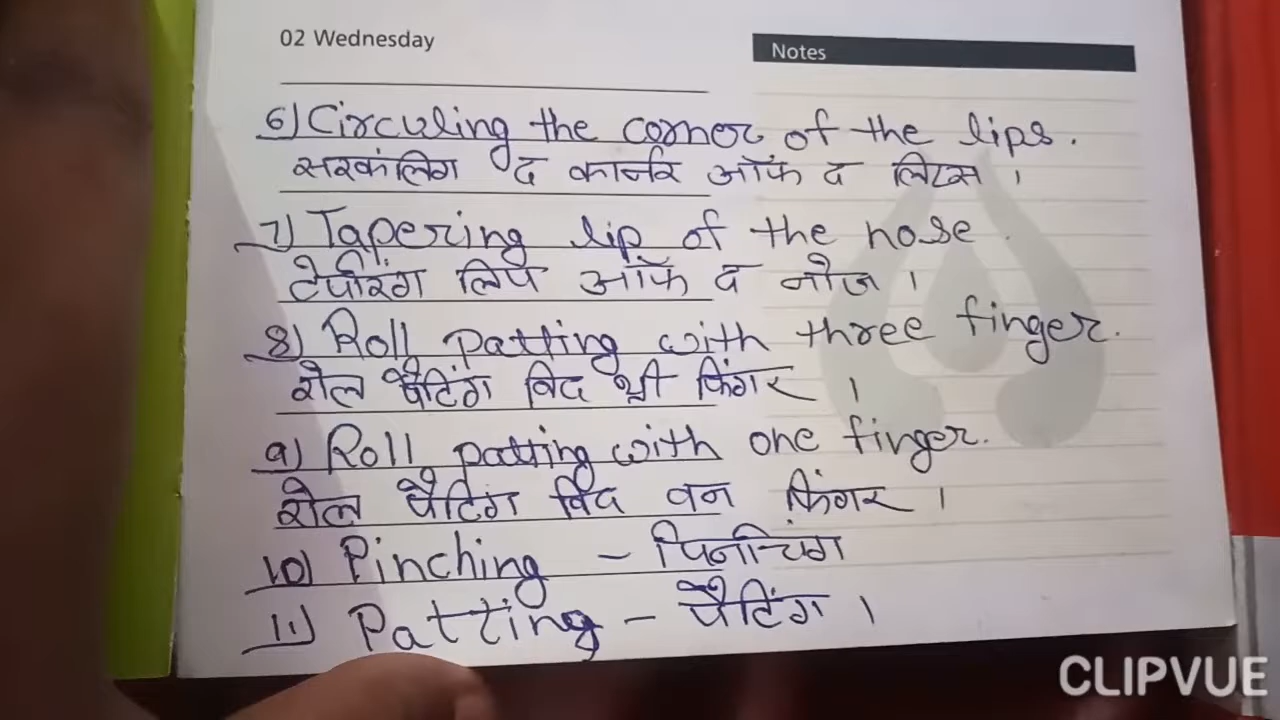 02 Wednesday
Notes
6) Circuling the corner of the lips.
सरकंलिग द कार्नर ऑफ द लिप्स ।
7) Tapering lip of the nose.
टेपरिंग लिप ऑफ द नोज ।
8) Roll patting with three finger.
रोल पैटिंग विद थ्री फिंगर ।
9) Roll patting with one finger.
रोल पैटिंग विद वन फिंगर ।
10) Pinching - पिनचिंग
11) Patting - पैटिंग ।
CLIPVUE